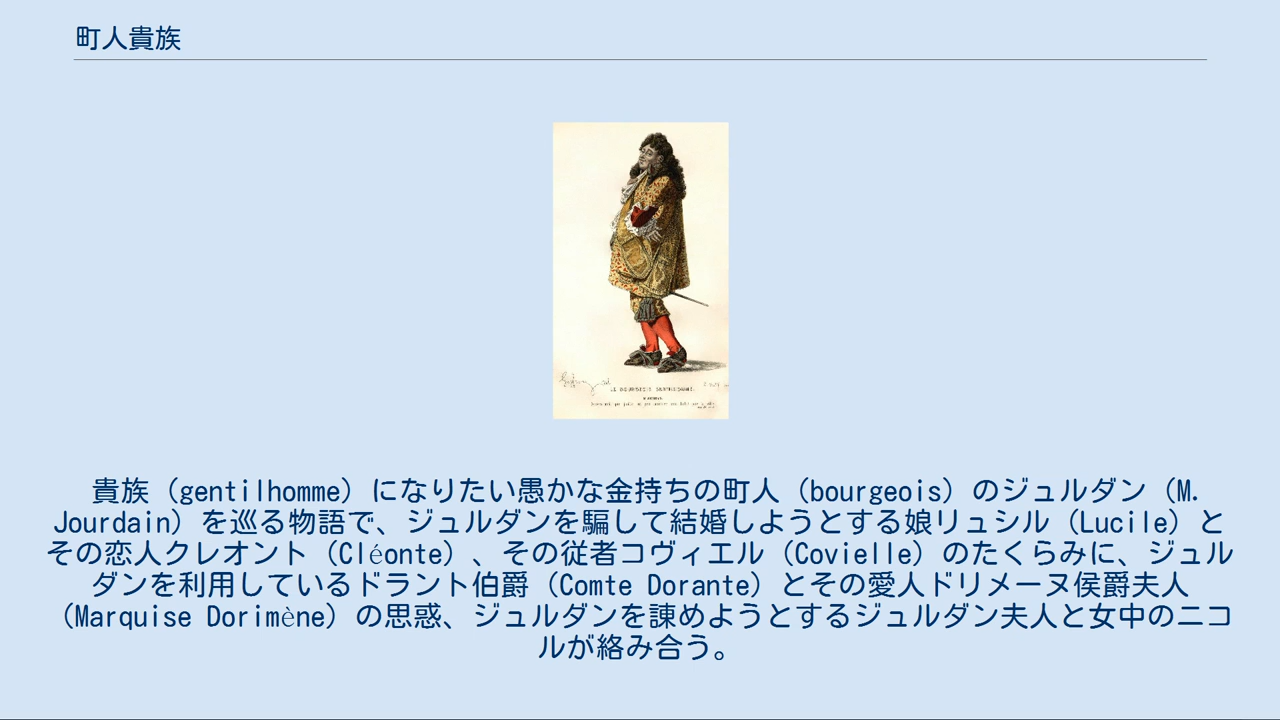 町人貴族
LE BOURGEOIS GENTILHOMME.
貴族（gentilhomme）になりたい愚かな金持ちの町人（bourgeois）のジュルダン（M.
Jourdain）を巡る物語で、ジュルダンを騙して結婚しようとする娘リュシル（Lucile）と
その恋人クレオント（Cléonte）、その従者コヴィエル（Covielle）のたくらみに、ジュル
ダンを利用しているドラント伯爵（Comte Dorante）とその愛人ドリメーヌ侯爵夫人
（Marquise Dorimène）の思惑、ジュルダンを諌めようとするジュルダン夫人と女中のニコ
ルが絡み合う。